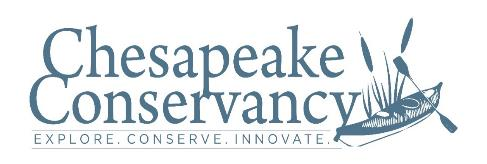 Chesapeake
Conservancy
EXPLORE. CONSERVE. INNOVATE.